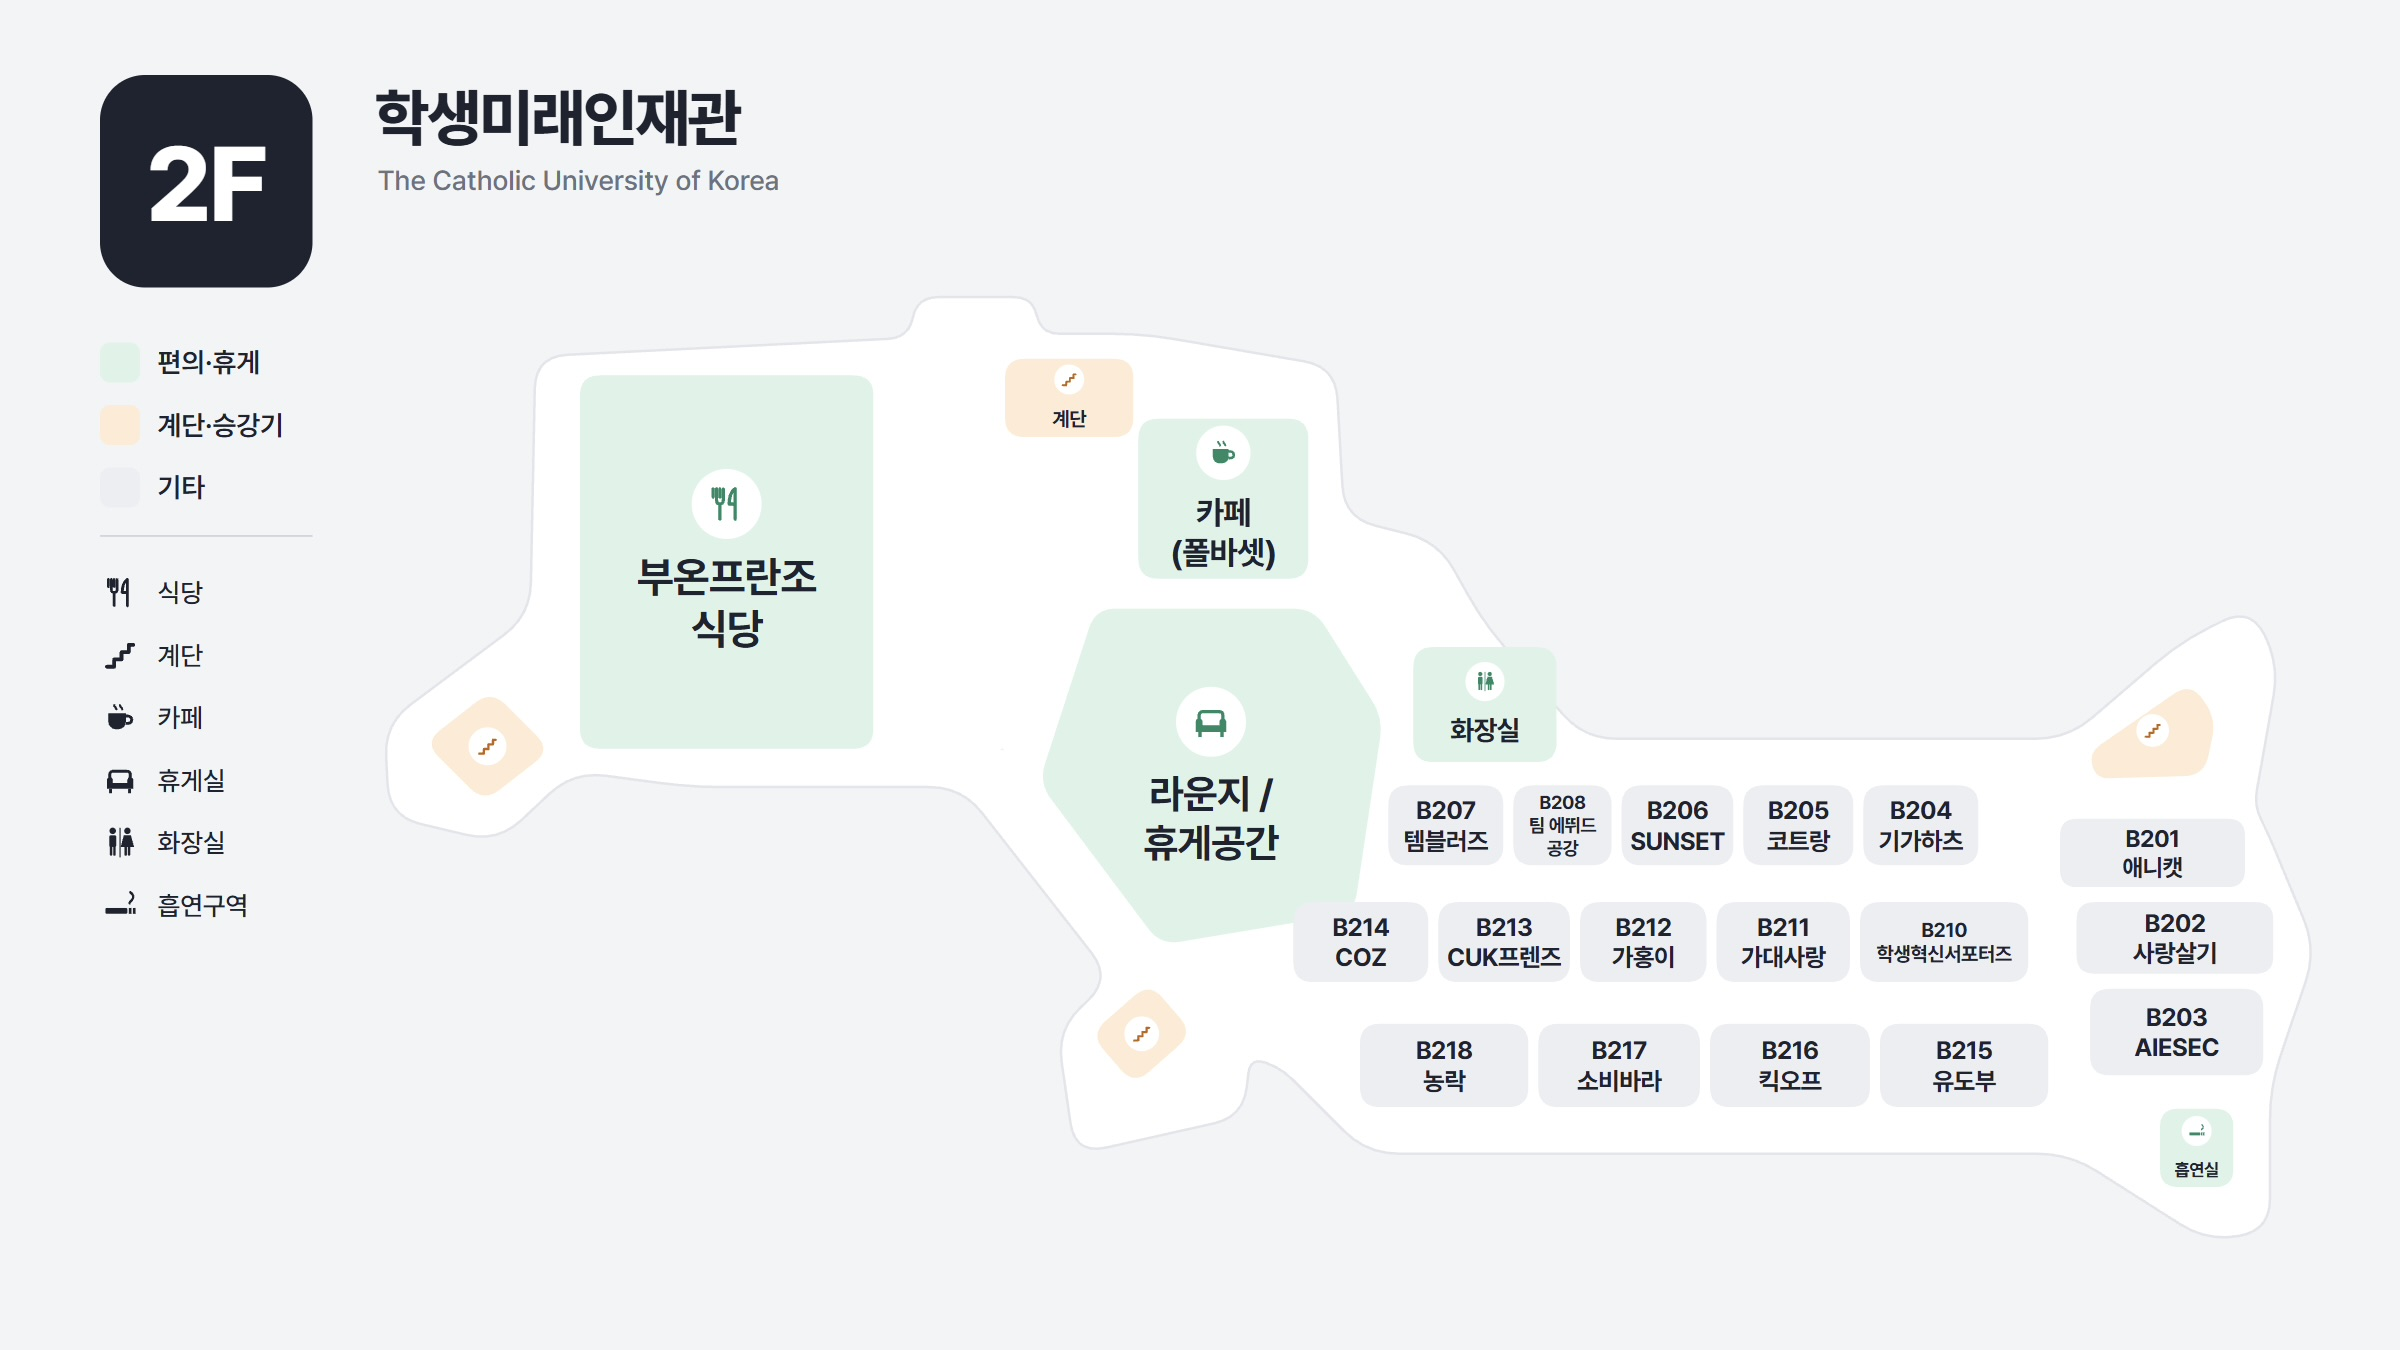 2F
학생미래인재관
The Catholic University of Korea
편의·휴게
계단·승강기
기타
식당
계단
카페
휴게실
화장실
흡연구역
부온프란조
식당
계단
카페
(폴바셋)
라운지 /
휴게공간
화장실
B207
템블러즈
B208
팀 에뛰드
공강
B206
SUNSET
B205
코트랑
B204
기가하츠
B201
애니캣
B214
COZ
B213
CUK프렌즈
B212
가홍이
B211
가대사랑
B210
학생혁신서포터즈
B202
사랑살기
B203
AIESEC
B218
농락
B217
소비바라
B216
킥오프
B215
유도부
흡연실